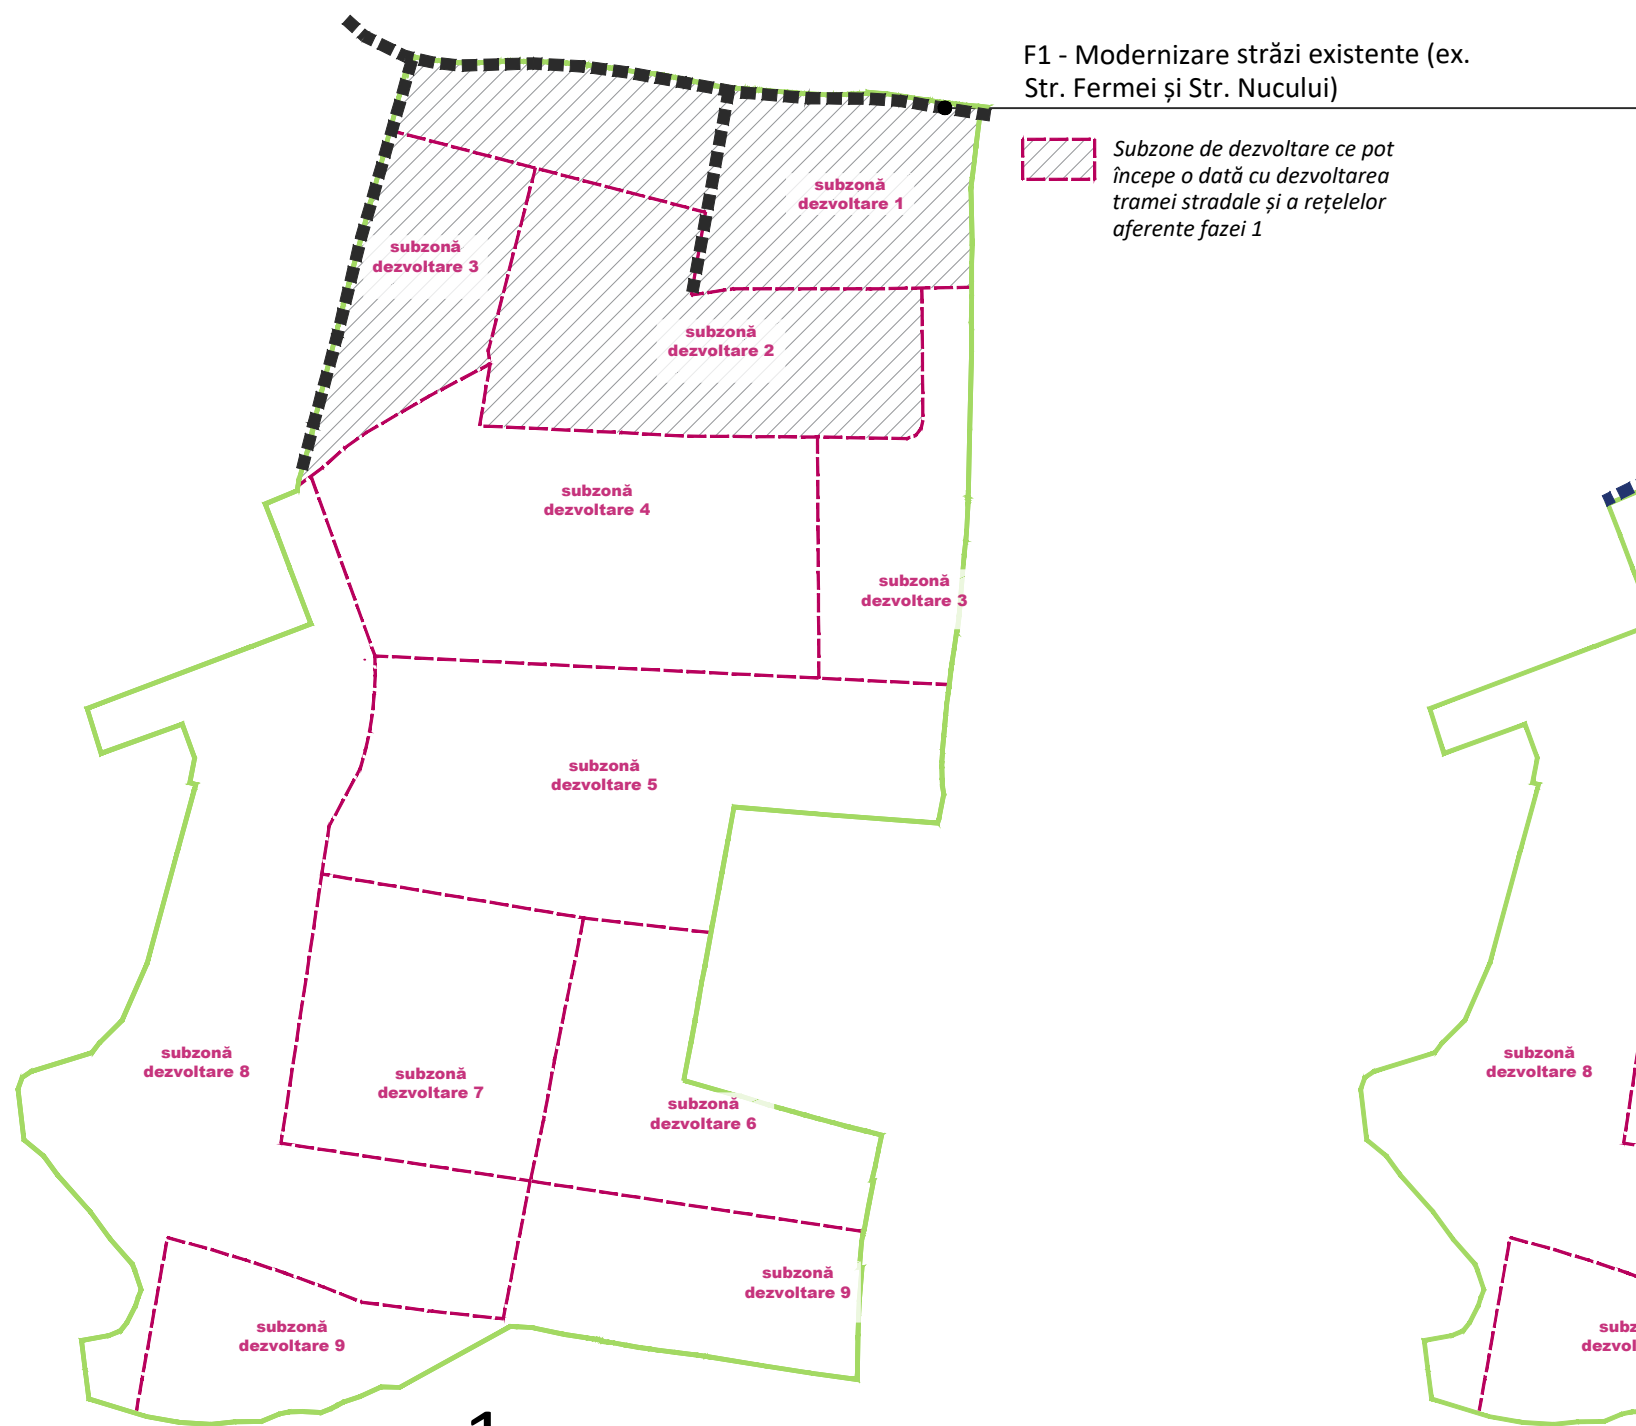 F1 - Modernizare străzi existente (ex.
Str. Fermei și Str. Nucului)
Subzone de dezvoltare ce pot
începe o dată cu dezvoltarea
tramei stradale și a rețelelor
aferente fazei 1
subzonă
dezvoltare 1
subzonă
dezvoltare 3
subzonă
dezvoltare 2
subzonă
dezvoltare 4
subzonă
dezvoltare 3
subzonă
dezvoltare 5
subzonă
dezvoltare 8
subzonă
dezvoltare 7
subzonă
dezvoltare 6
subzonă
dezvoltare 9
subzonă
dezvoltare 9
subzonă
dezvoltare 8